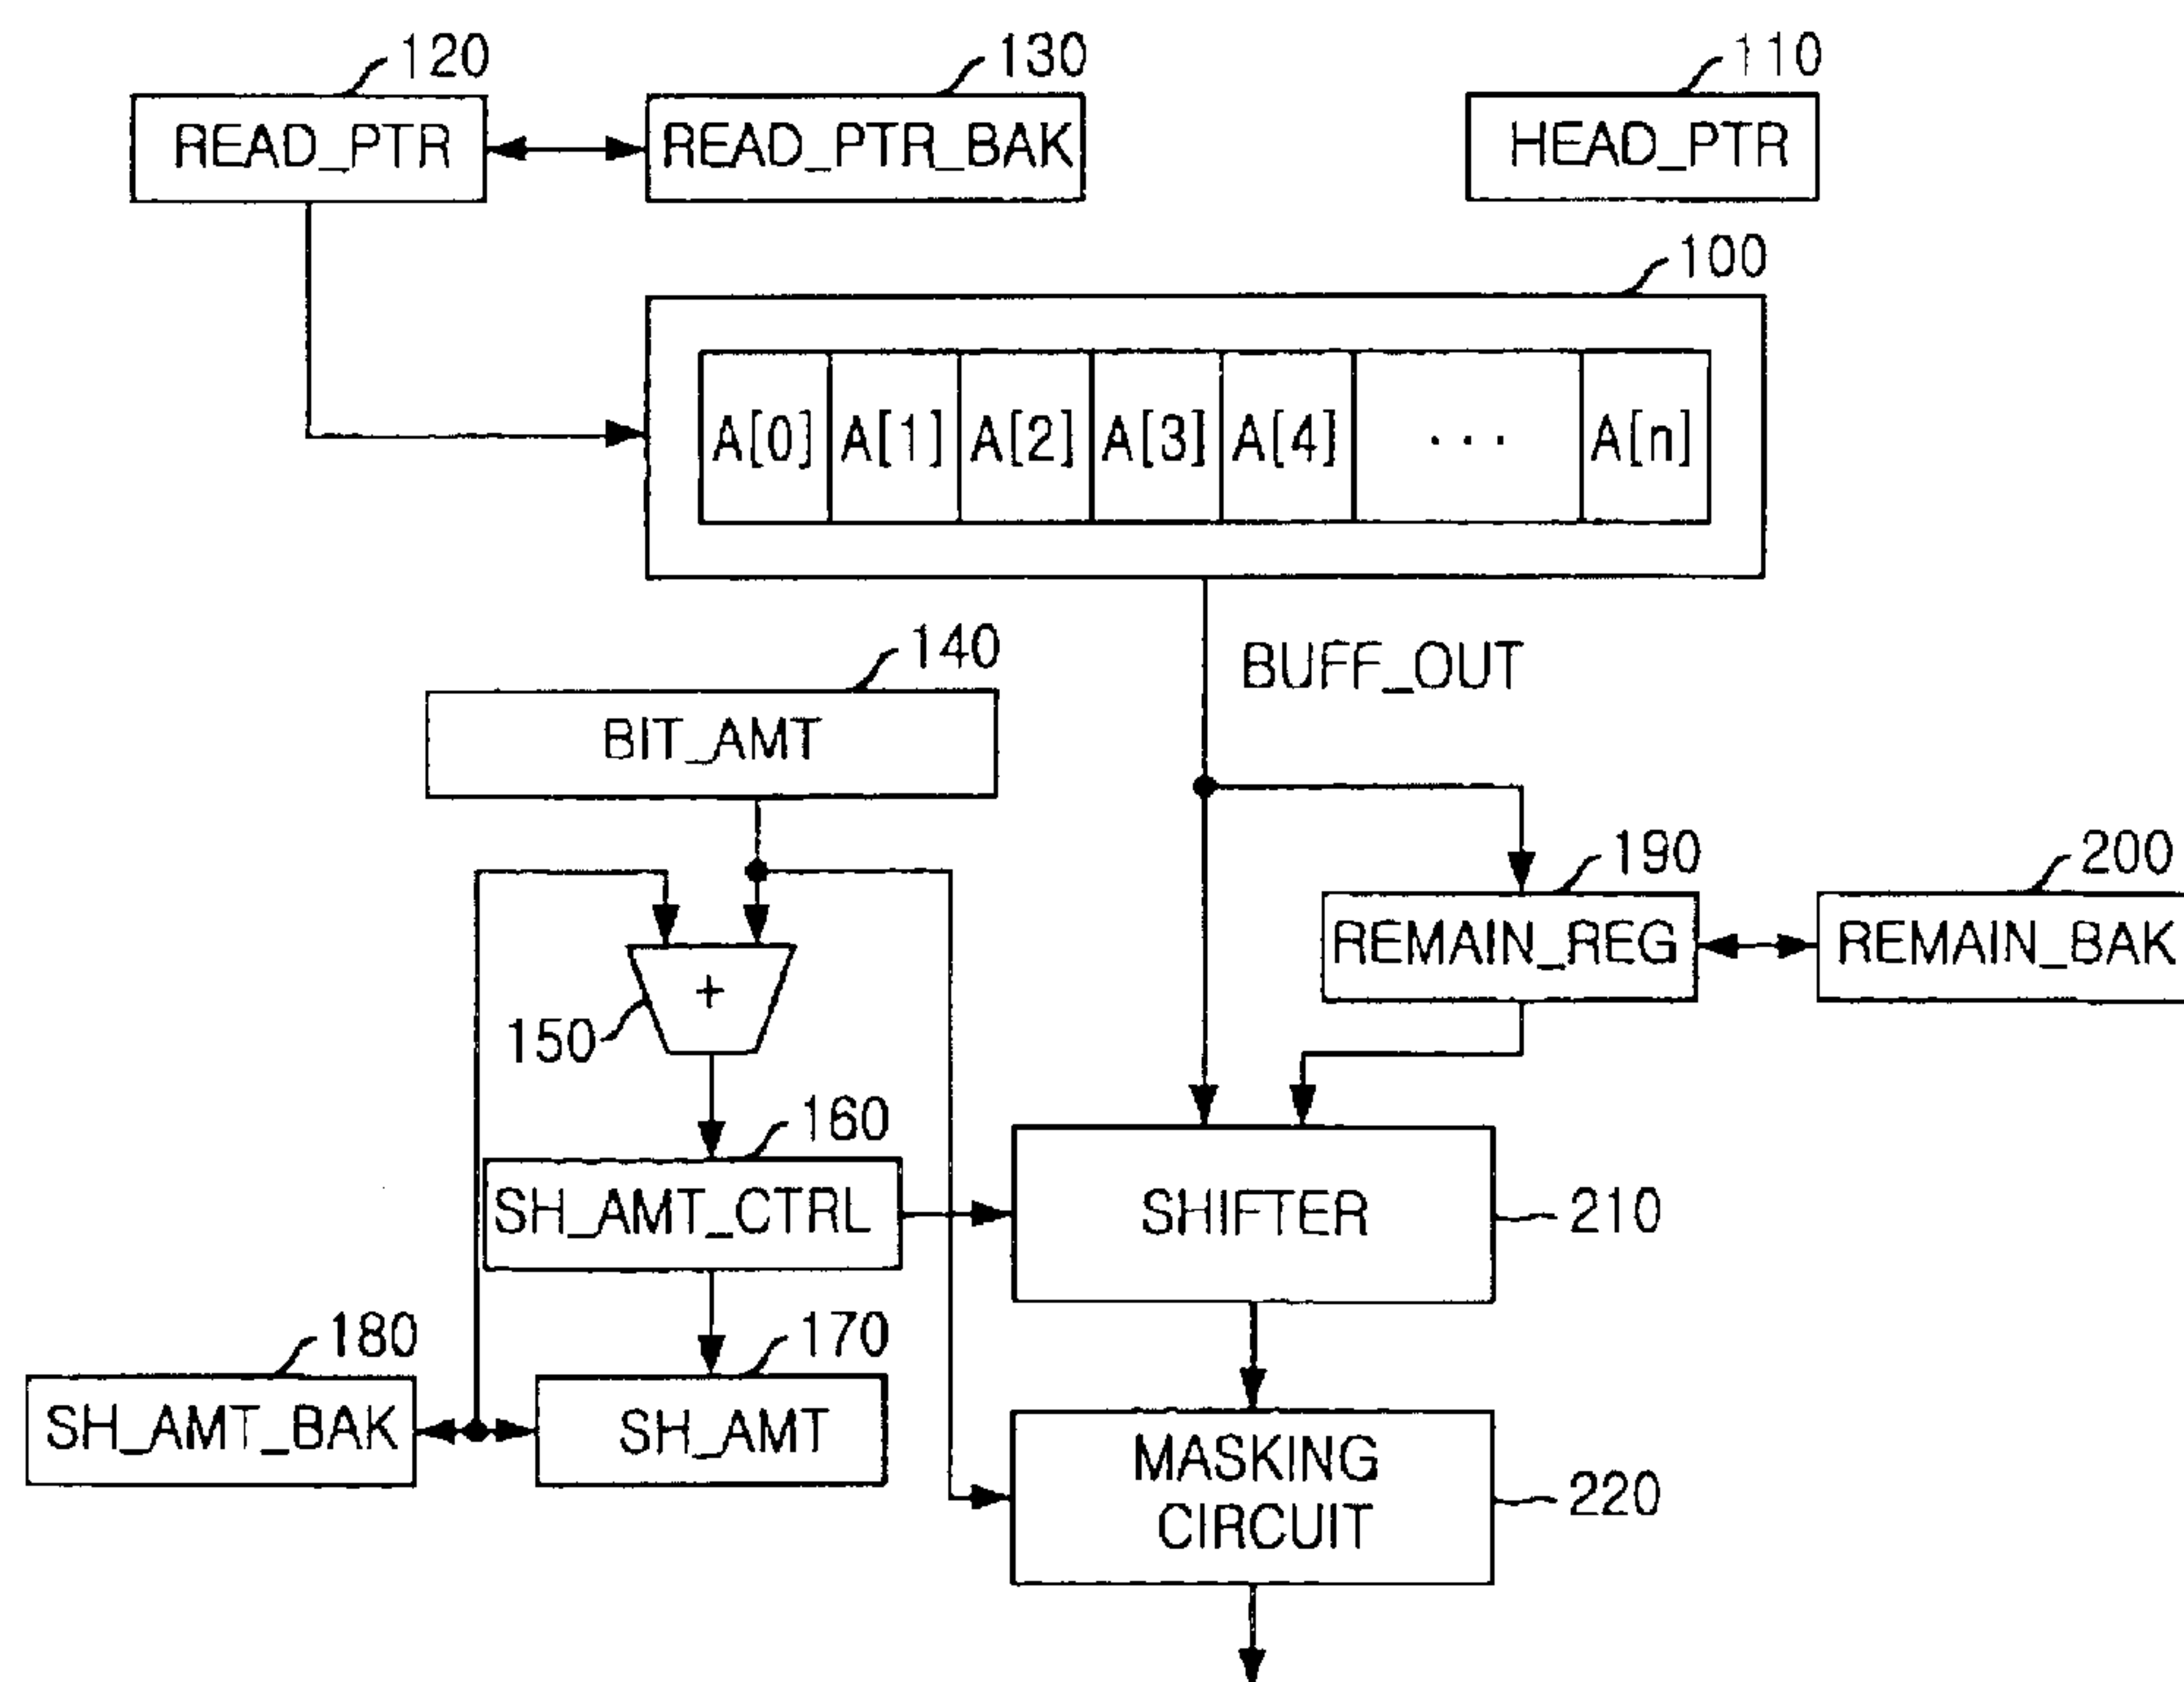 120
130
110
READ_PTR
READ_PTR_BAK
HEAD_PTR
100
A[0] A[1] A[2] A[3] A[4] ... A[n]
140
BUFF_OUT
BIT_AMT
190
200
REMAIN_REG
REMAIN_BAK
+
150
160
SH_AMT_CTRL
SHIFTER
210
180
170
SH_AMT_BAK
SH_AMT
MASKING
CIRCUIT
220